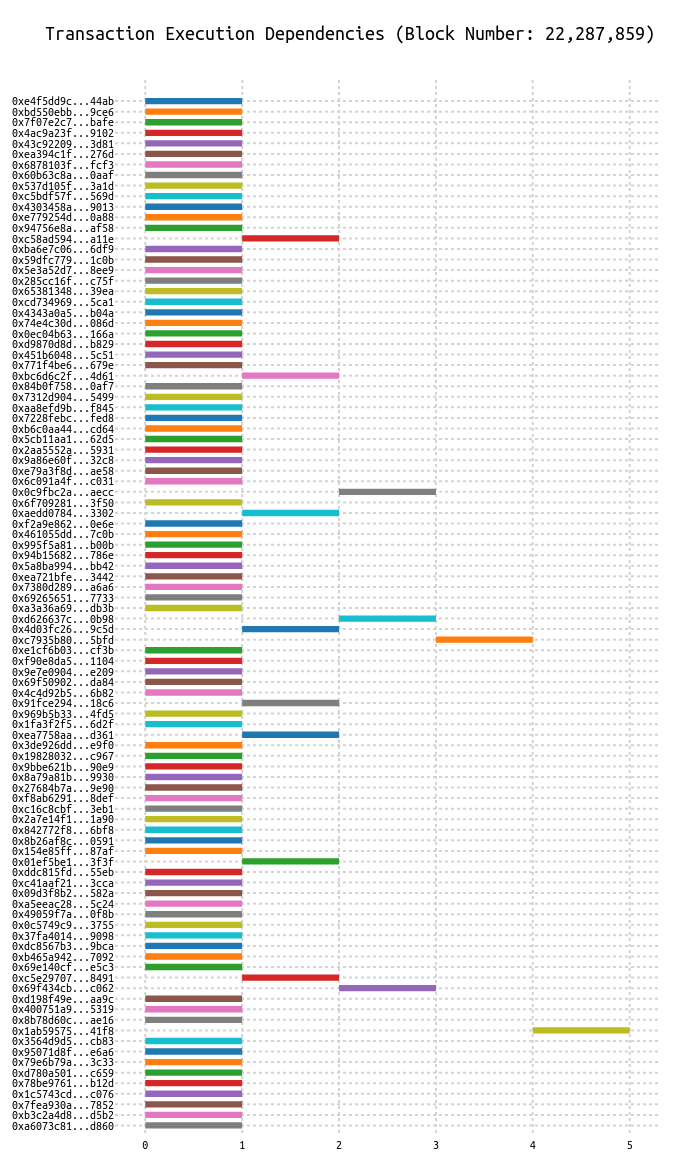 Transaction Execution Dependencies (Block Number: 22,287,859)
0xe4f5dd9c...44ab
0xbd550ebb...9ce6
0x7f07e2c7...bafe
0x4ac9a23f...9102
0x43c92209...3d81
0xea394c1f...276d
0x6878103f...fcf3
0x60b63c8a...0aaf
0x537d105f...3a1d
0xc5bdf57f...569d
0x4303458a...9013
0xe779254d...0a88
0x94756e8a...af58
0xc58ad594...a11e
0xba6e7c06...6df9
0x59dfc779...1c0b
0x5e3a52d7...8ee9
0x285cc16f...c75f
0x65381348...39ea
0xcd734969...5ca1
0x4343a0a5...b04a
0x74e4c30d...086d
0x0ec04b63...166a
0xd9870d8d...b829
0x451b6048...5c51
0x771f4be6...679e
0xbc6d6c2f...4d61
0x84b0f758...0af7
0x7312d904...5499
0xaa8efd9b...f845
0x7228febc...fed8
0xb6c0aa44...cd64
0x5cb11aa1...62d5
0x2aa5552a...5931
0x9a86e60f...32c8
0xe79a3f8d...ae58
0x6c091a4f...c031
0x0c9fbc2a...aecc
0x6f709281...3f50
0xaedd0784...3302
0xf2a9e862...0e6e
0x461055dd...7c0b
0x995f5a81...b00b
0x94b15682...786e
0x5a8ba994...bb42
0xea721bfe...3442
0x7380d289...a6a6
0x69265651...7733
0xa3a36a69...db3b
0xd626637c...0b98
0x4d03fc26...9c5d
0xc7935b80...5bfd
0xe1cf6b03...cf3b
0xf90e8da5...1104
0x9e7e0904...e209
0x69f50902...da84
0x4c4d92b5...6b82
0x91fce294...18c6
0x969b5b33...4fd5
0x1fa3f2f5...6d2f
0xea7758aa...d361
0x3de926dd...e9f0
0x19828032...c967
0x9bbe621b...90e9
0x8a79a81b...9930
0x27684b7a...9e90
0xf8ab6291...8def
0xc16c8cbf...3eb1
0x2a7e14f1...1a90
0x842772f8...6bf8
0x8b26af8c...0591
0x154e85ff...87af
0x01ef5be1...3f3f
0xddc815fd...55eb
0xc41aaf21...3cca
0x09d3f8b2...582a
0xa5eeac28...5c24
0x49059f7a...0f8b
0x0c5749c9...3755
0x37fa4014...9098
0xdc8567b3...9bca
0xb465a942...7092
0x69e140cf...e5c3
0xc5e29707...8491
0x69f434cb...c062
0xd198f49e...aa9c
0x400751a9...5319
0x8b78d60c...ae16
0x1ab59575...41f8
0x3564d9d5...cb83
0x95071d8f...e6a6
0x79e6b79a...3c33
0xd780a501...c659
0x78be9761...b12d
0x1c5743cd...c076
0x7fea930a...7852
0xb3c2a4d8...d5b2
0xa6073c81...d860
0 1 2 3 4 5